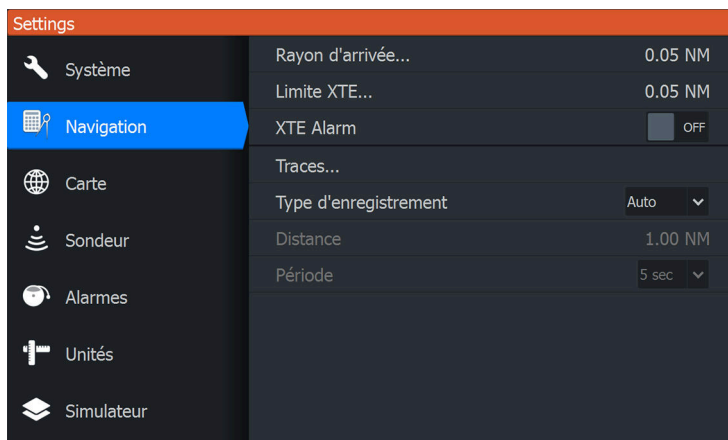 Settings
Système
Navigation
Carte
Sondeur
Alarmes
Unités
Simulateur
Rayon d'arrivée... 0.05 NM
Limite XTE... 0.05 NM
XTE Alarm OFF
Traces...
Type d'enregistrement Auto
Distance 1.00 NM
Période 5 sec